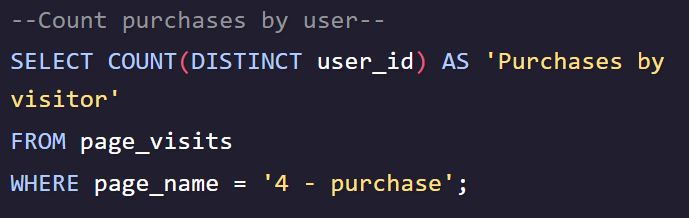 --Count purchases by user--
SELECT COUNT(DISTINCT user_id) AS 'Purchases by
visitor'
FROM page_visits
WHERE page_name = '4 - purchase';